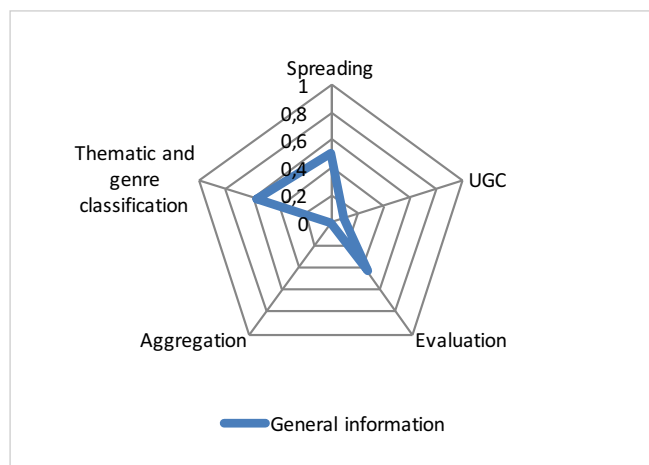 Spreading
1
0,8
0,6
0,4
0,2
0
Thematic and
genre
classification
UGC
Aggregation
Evaluation
General information